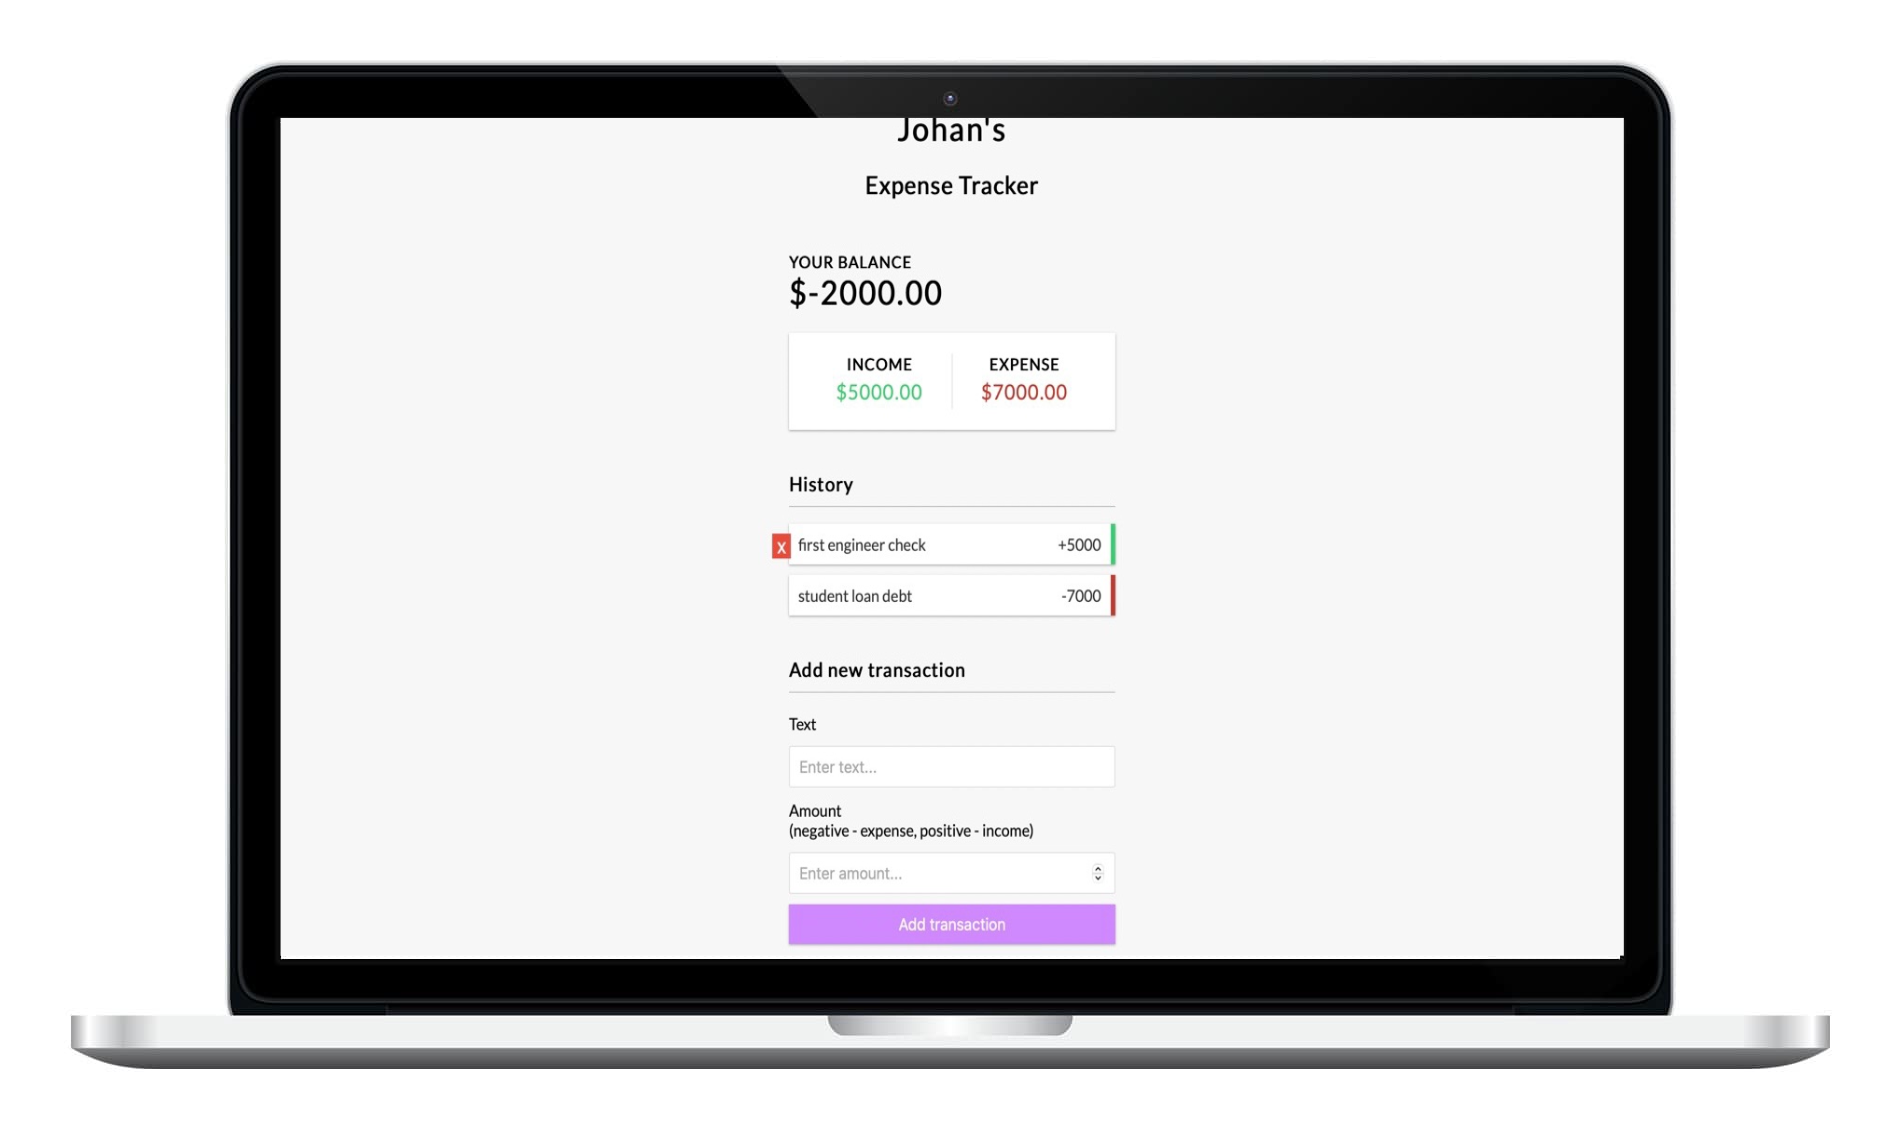 Johan's
Expense Tracker
YOUR BALANCE
$-2000.00
INCOME EXPENSE
$5000.00 $7000.00
History
x first engineer check +5000
student loan debt -7000
Add new transaction
Text
Enter text...
Amount
(negative - expense, positive - income)
Enter amount...
Add transaction